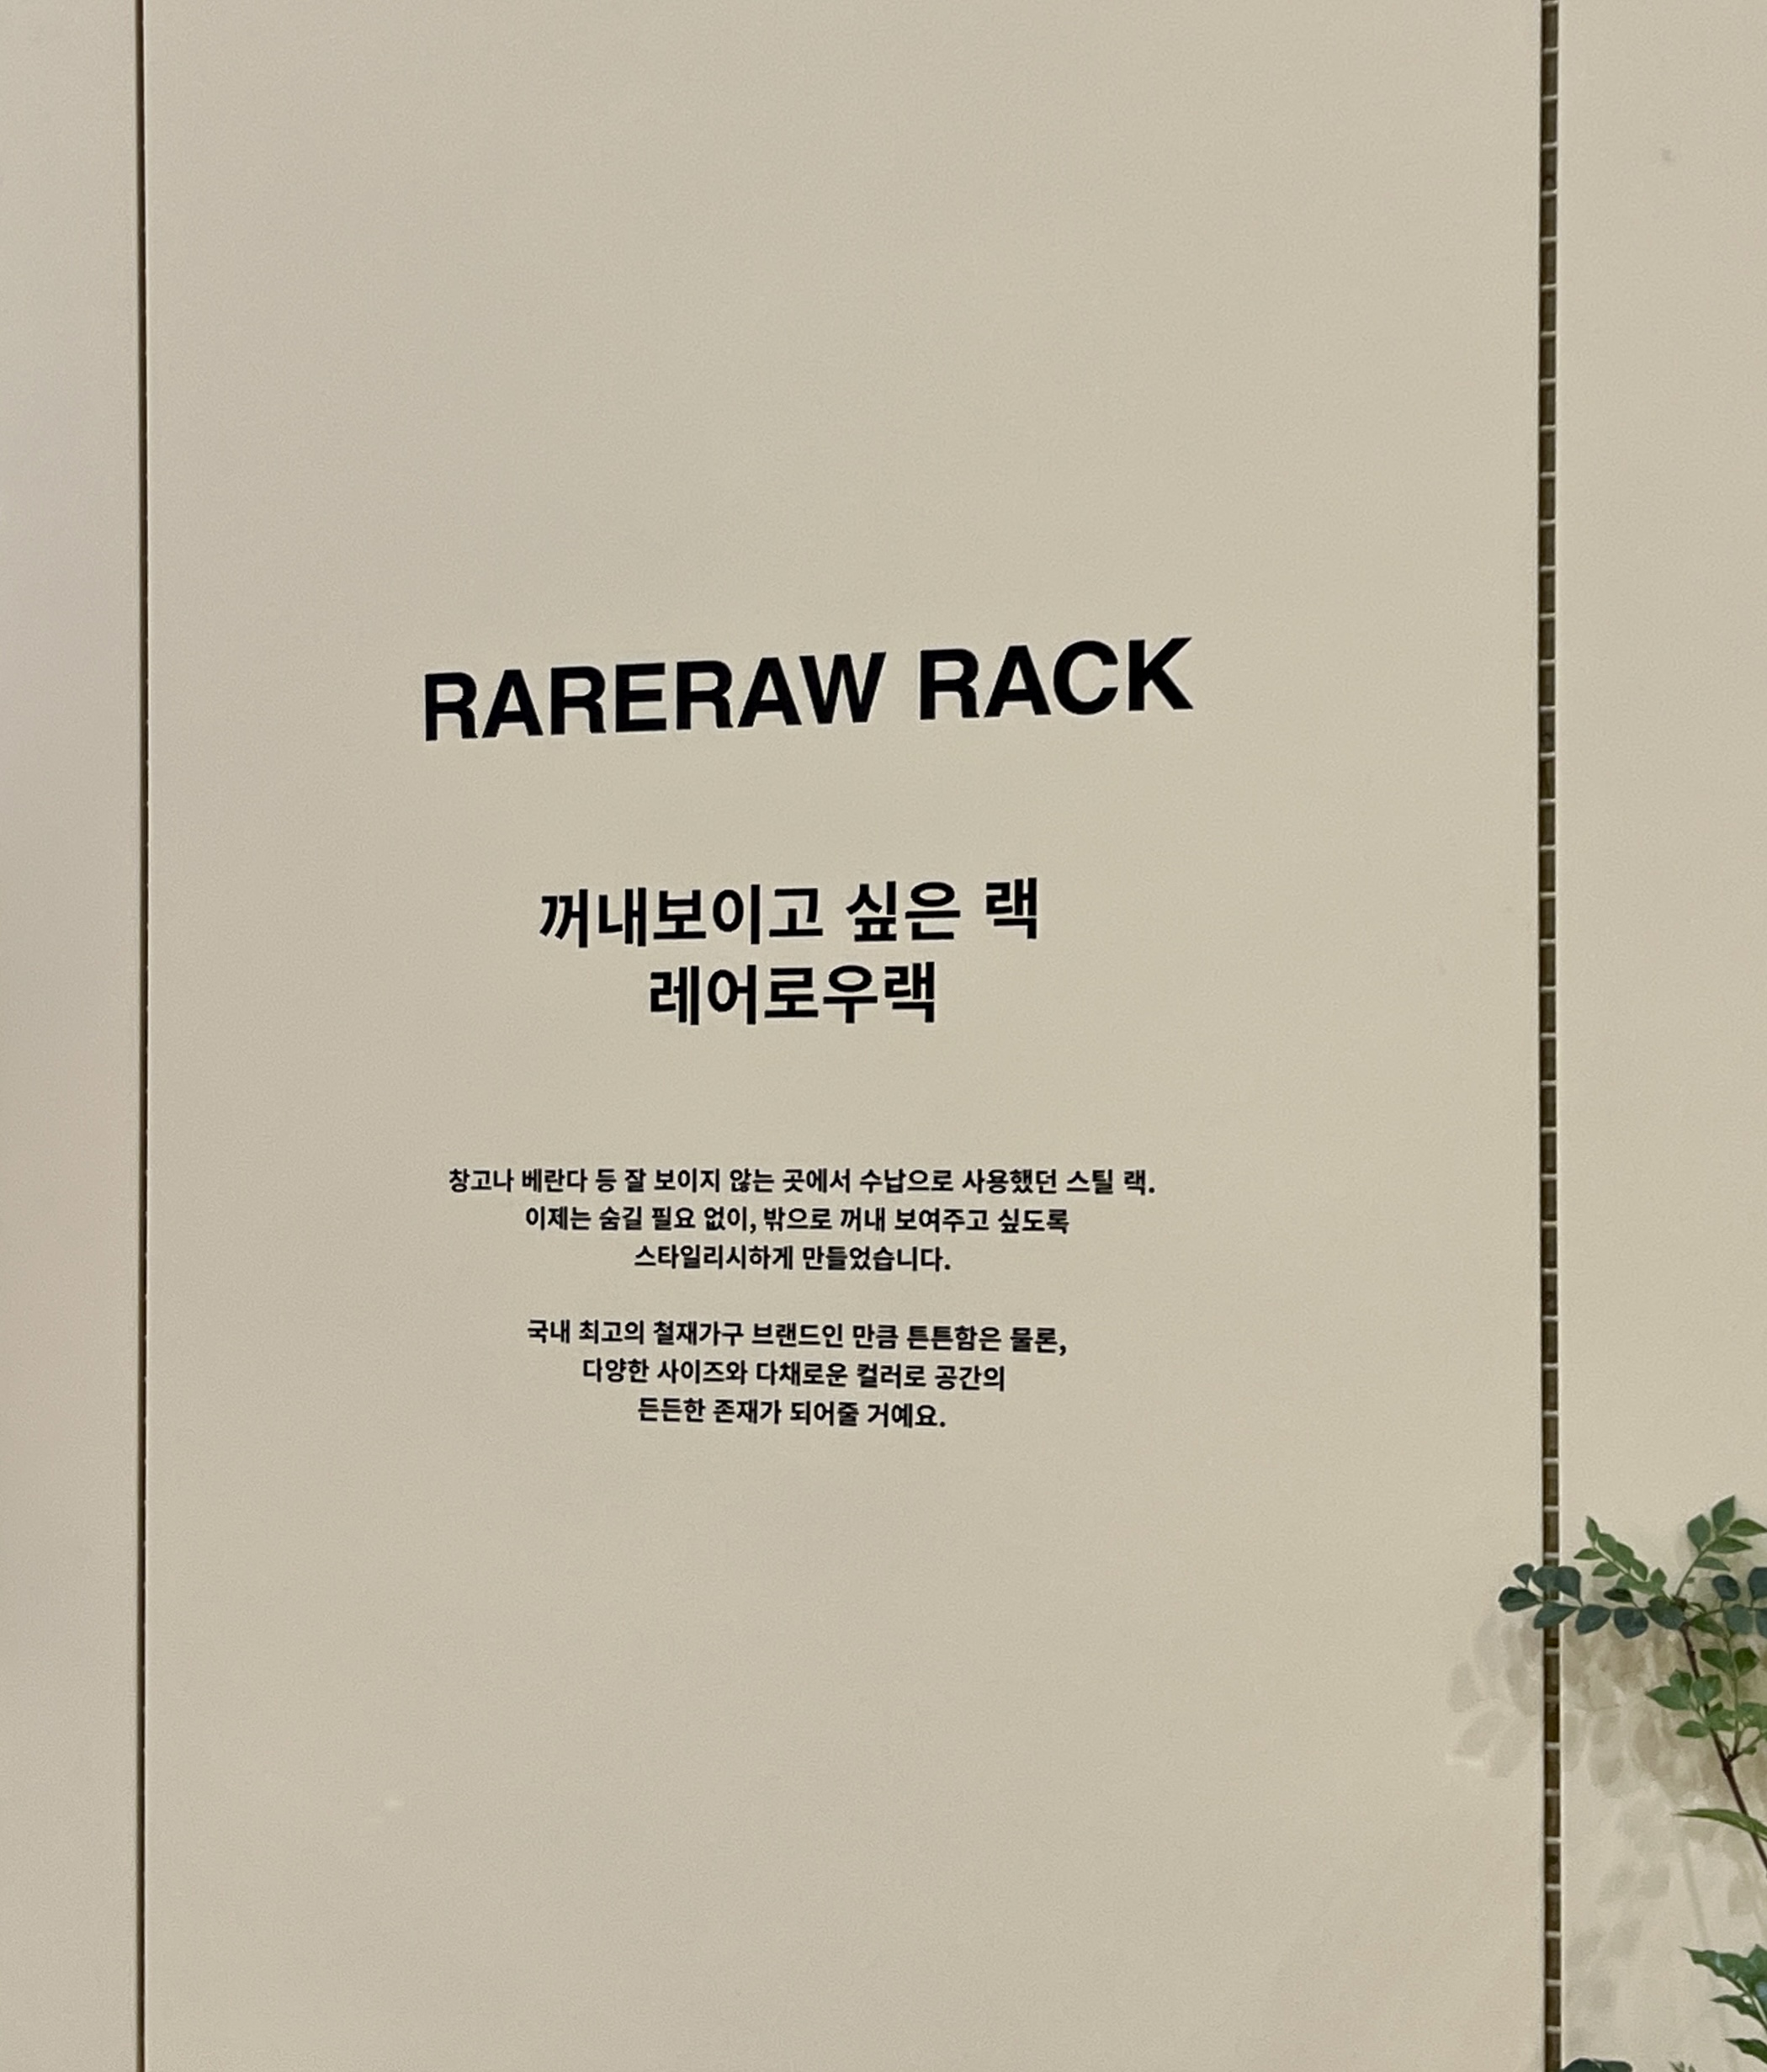 RARERAW RACK
꺼내보이고 싶은 랙
레어로우랙
창고나 베란다 등 잘 보이지 않는 곳에서 수납으로 사용했던 스틸 랙.
이제는 숨길 필요 없이, 밖으로 꺼내 보여주고 싶도록
스타일리시하게 만들었습니다.
국내 최고의 철재가구 브랜드인 만큼 튼튼함은 물론,
다양한 사이즈와 다채로운 컬러로 공간의
든든한 존재가 되어줄 거예요.